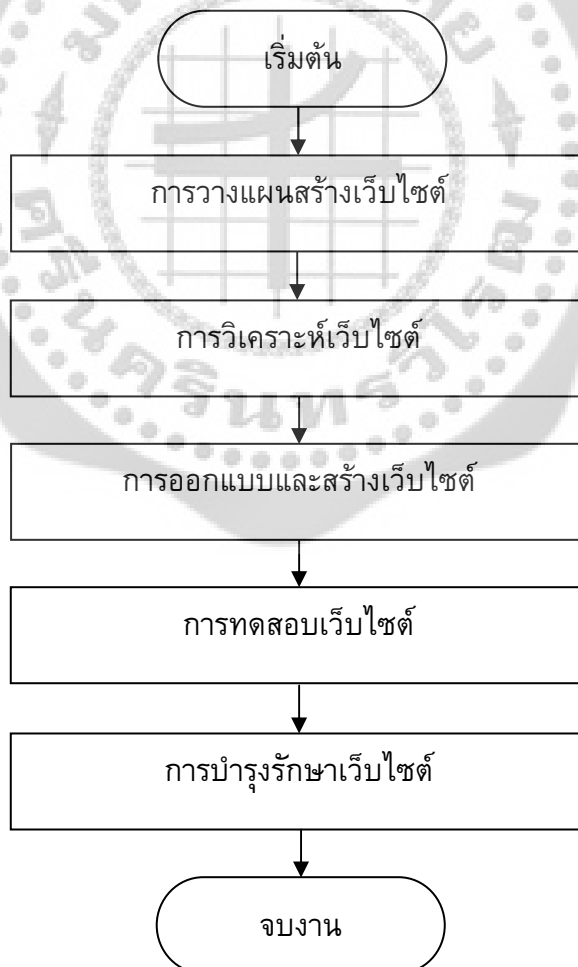 เริ่มต้น
การวางแผนสร้างเว็บไซต์
การวิเคราะห์เว็บไซต์
การออกแบบและสร้างเว็บไซต์
การทดสอบเว็บไซต์
การบำรุงรักษาเว็บไซต์
จบงาน